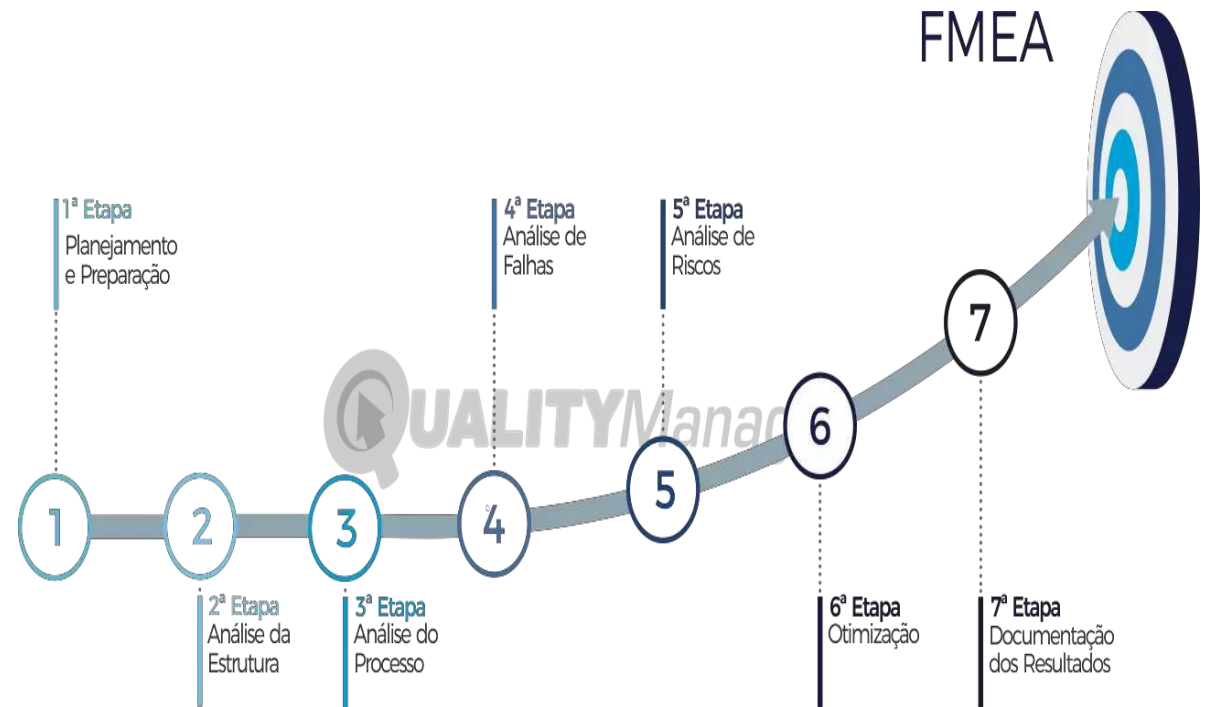 FMEA
1ª Etapa
Planejamento
e Preparação
4ª Etapa
Análise de
Falhas
5ª Etapa
Análise de
Riscos
7
QUALITYManag
6
5
1
2
3
4
2ª Etapa
Análise da
Estrutura
3ª Etapa
Análise do
Processo
6ª Etapa
Otimização
7ª Etapa
Documentação
dos Resultados